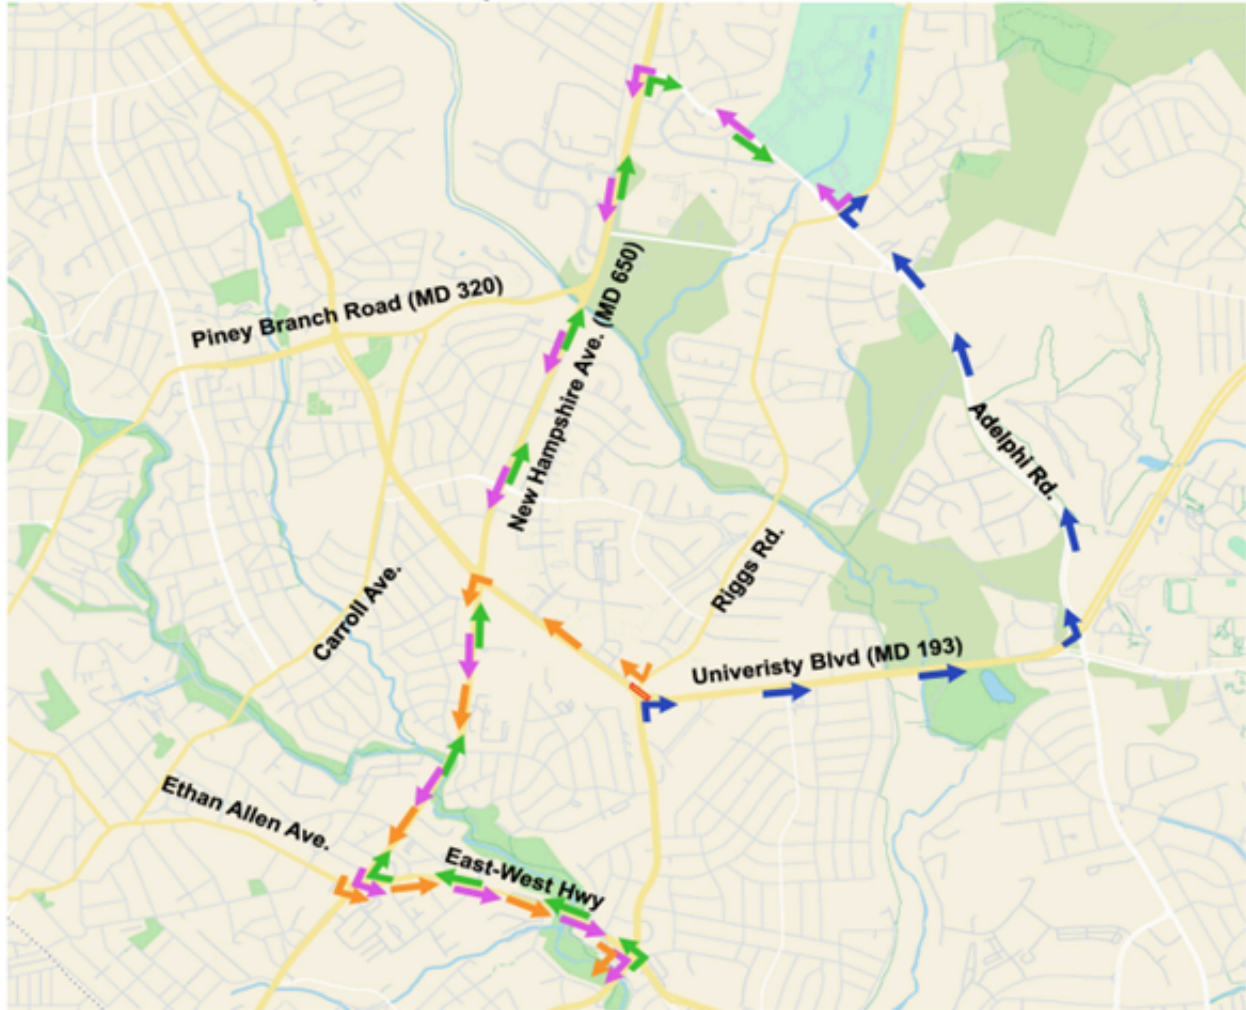 Piney Branch Road (MD 320)
New Hampshire Ave. (MD 650)
Adelphi Rd.
Riggs Rd.
Carroll Ave.
Univeristy Blvd (MD 193)
Ethan Allen Ave.
East-West Hwy